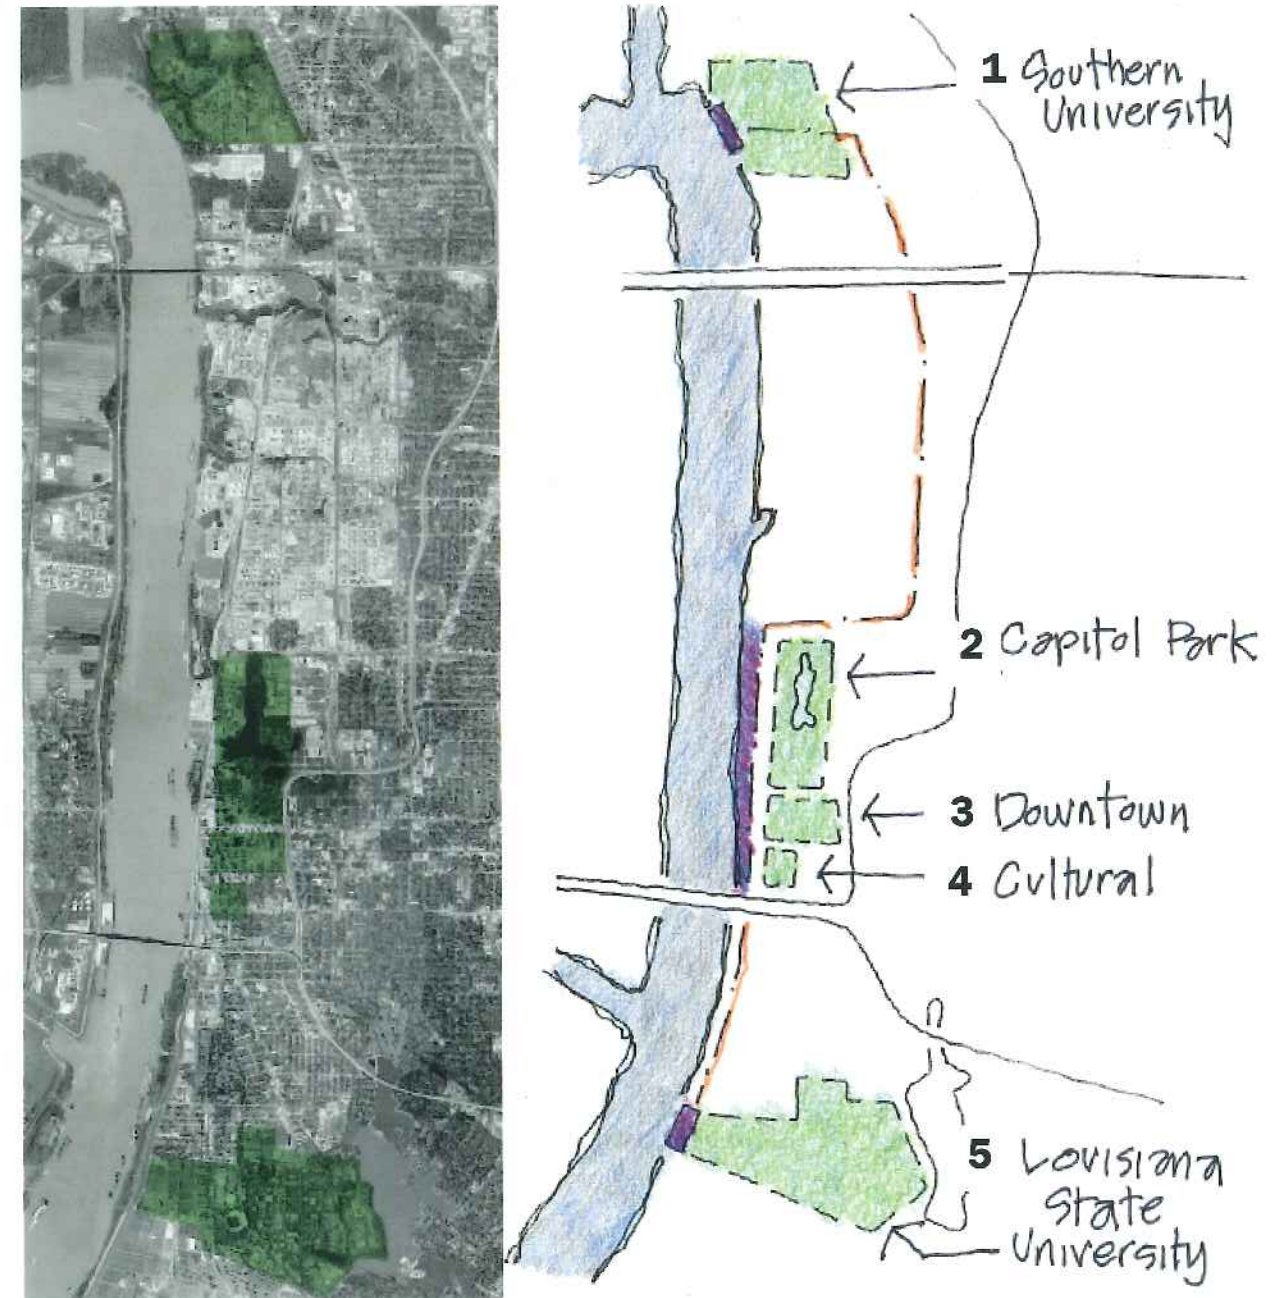 1 Southern
University
2 Capitol Park
3 Downtown
4 Cultural
5 Louisiana
State
University